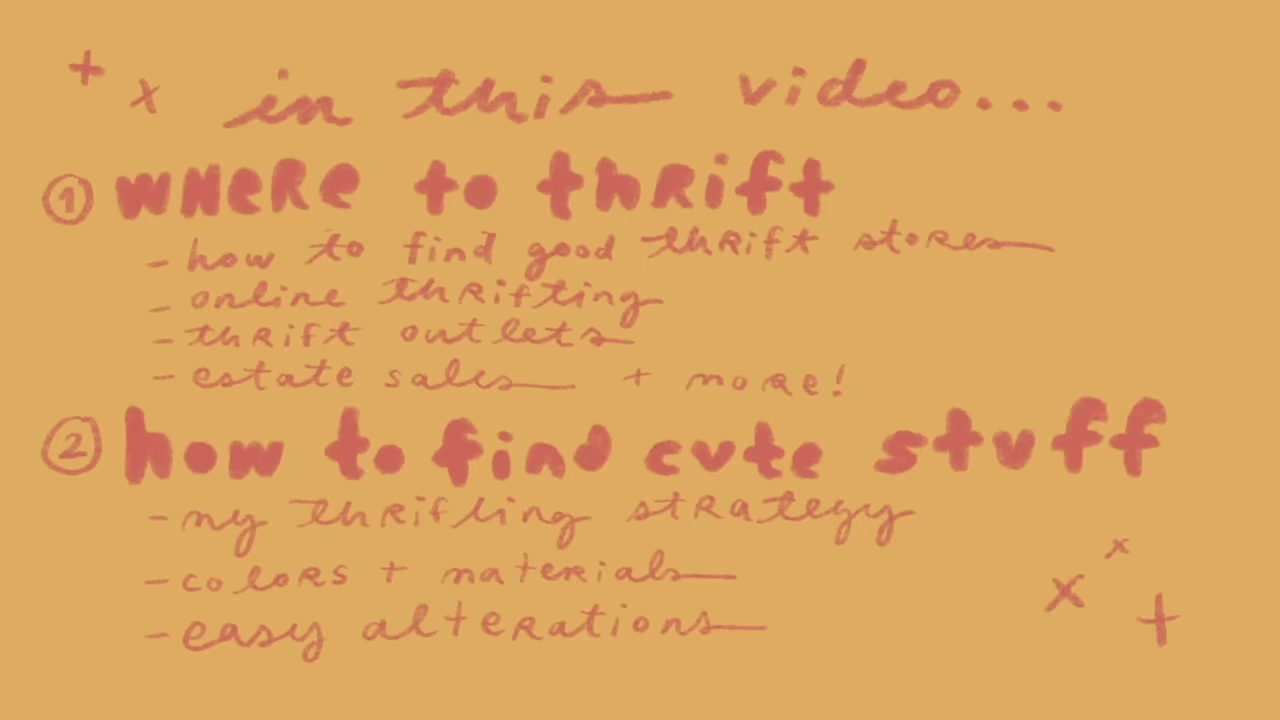 in this video...
1 WHERE to thRift
- how to find good thRift stoRes
- online thRifting
- thRift outlets
- estate sales + moRe!
2 how to find cute stuff
- my thRifting stRategy
- coloRs + mateRials
- easy alteRations